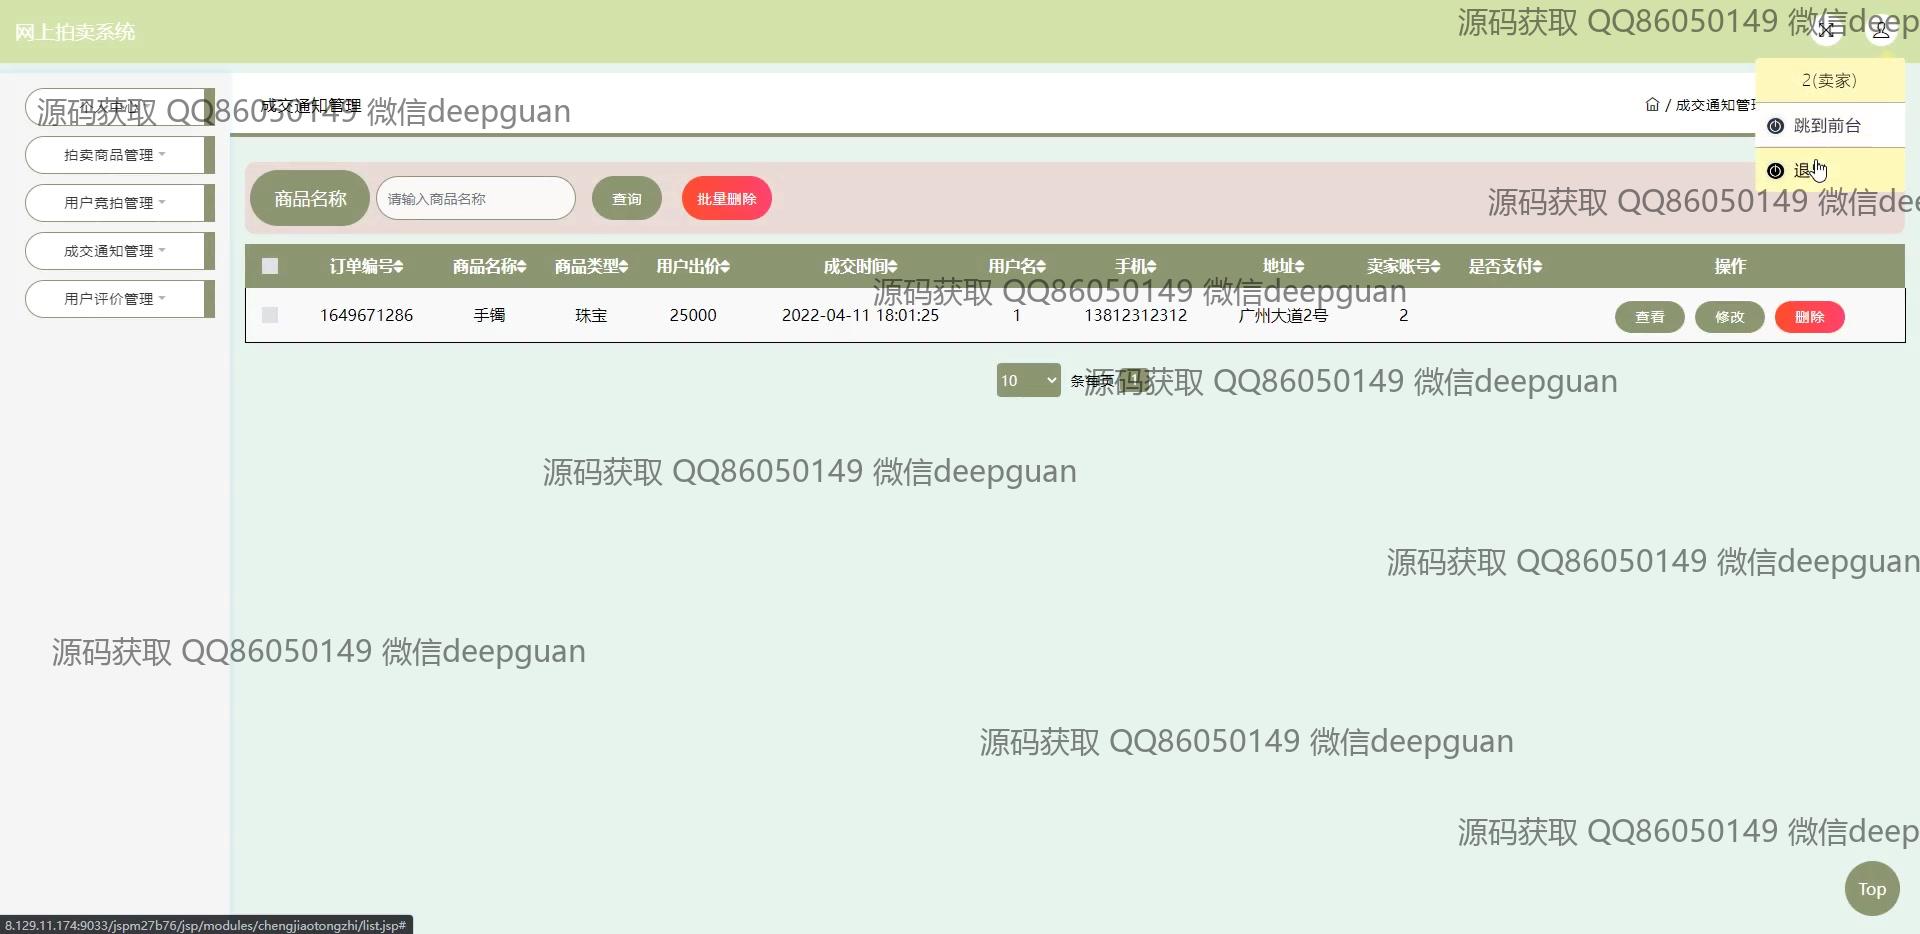 网上拍卖系统
源码获取 QQ86050149 微信deep
2(卖家)
跳到前台
退
个人中心
源码获取 QQ86050149 微信deepguan
成交通知管理
/ 成交通知管理
拍卖商品管理
用户竞拍管理
成交通知管理
用户评价管理
商品名称
请输入商品名称
查询
批量删除
源码获取 QQ86050149 微信dee
订单编号 商品名称 商品类型 用户出价 成交时间 用户名 手机 地址 卖家账号 是否支付 操作
源码获取 QQ86050149 微信deepguan
1649671286 手镯 珠宝 25000 2022-04-11 18:01:25 1 13812312312 广州大道2号 2 查看 修改 删除
10 条每页 1
源码获取 QQ86050149 微信deepguan
源码获取 QQ86050149 微信deepguan
源码获取 QQ86050149 微信deepguan
源码获取 QQ86050149 微信deepguan
源码获取 QQ86050149 微信deepguan
源码获取 QQ86050149 微信deep
Top
8.129.11.174:9033/jspm27b76/jsp/modules/chengjiaotongzhi/list.jsp#